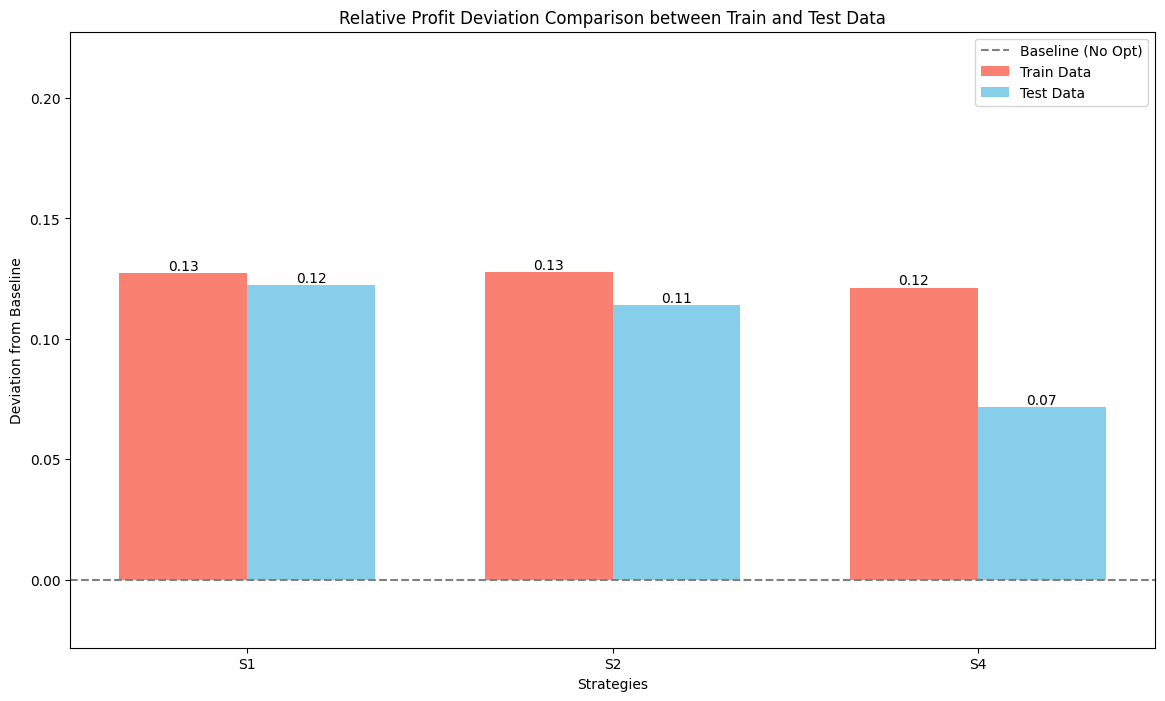 Relative Profit Deviation Comparison between Train and Test Data
Baseline (No Opt)
Train Data
Test Data
Deviation from Baseline
0.20
0.15
0.10
0.05
0.00
0.13
0.12
0.13
0.11
0.12
0.07
S1
S2
S4
Strategies